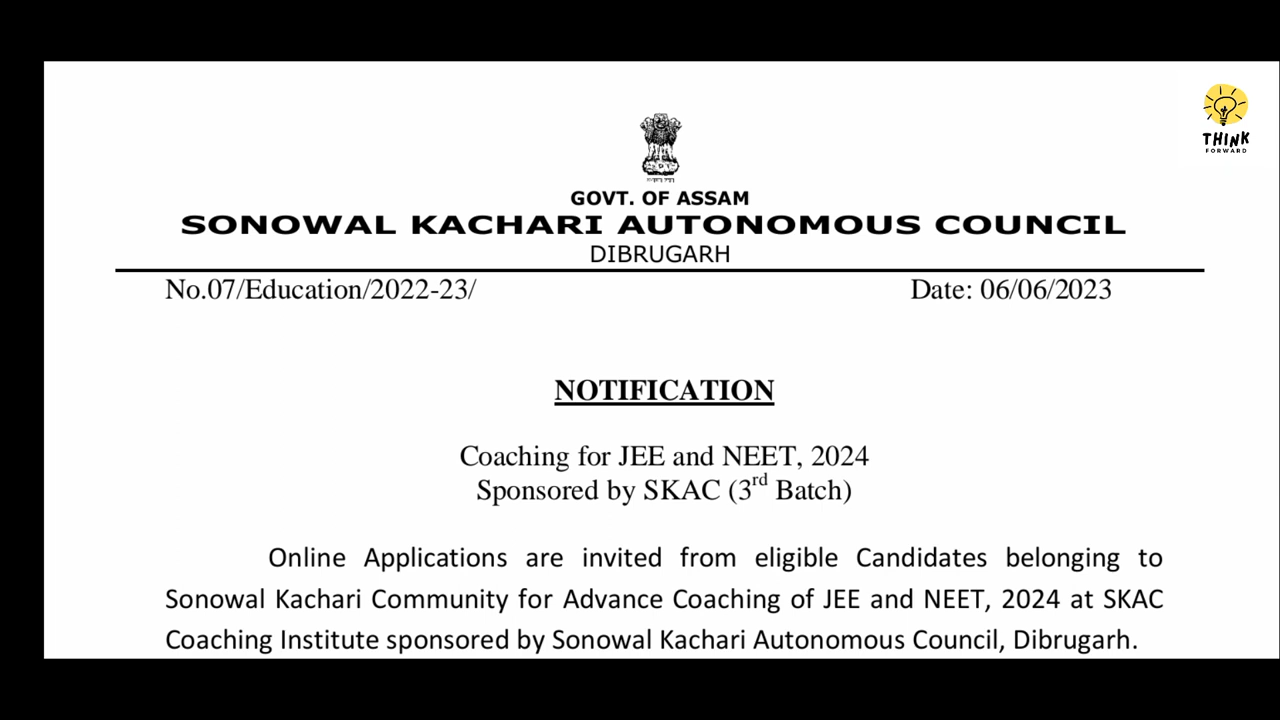 THINK
FORWARD
GOVT. OF ASSAM
SONOWAL KACHARI AUTONOMOUS COUNCIL
DIBRUGARH
No.07/Education/2022-23/ Date: 06/06/2023
NOTIFICATION
Coaching for JEE and NEET, 2024
Sponsored by SKAC (3rd Batch)
Online Applications are invited from eligible Candidates belonging to
Sonowal Kachari Community for Advance Coaching of JEE and NEET, 2024 at SKAC
Coaching Institute sponsored by Sonowal Kachari Autonomous Council, Dibrugarh.